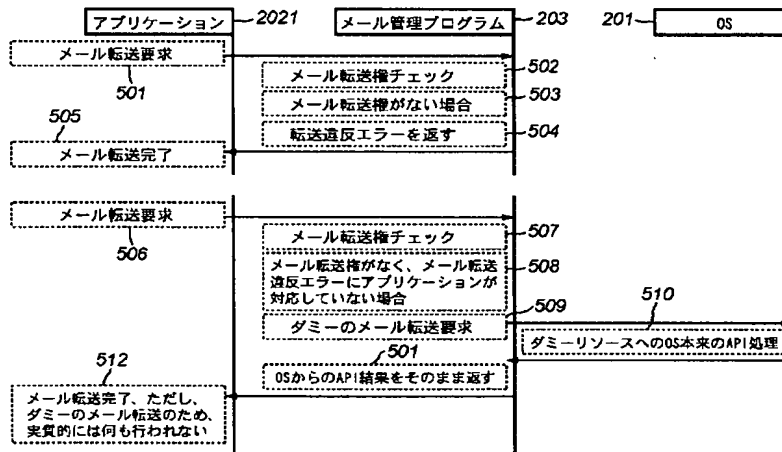 アプリケーション 2021
メール管理プログラム 203
201 OS
メール転送要求
501
メール転送権チェック 502
メール転送権がない場合 503
505
転送違反エラーを返す 504
メール転送完了
メール転送要求
506
メール転送権チェック 507
メール転送権がなく、メール転送
違反エラーにアプリケーションが
対応していない場合
508
509
ダミーのメール転送要求
510
ダミーリソースへのOS本来のAPI処理
501
OSからのAPI結果をそのまま返す
512
メール転送完了、ただし、
ダミーのメール転送のため、
実質的には何も行われない